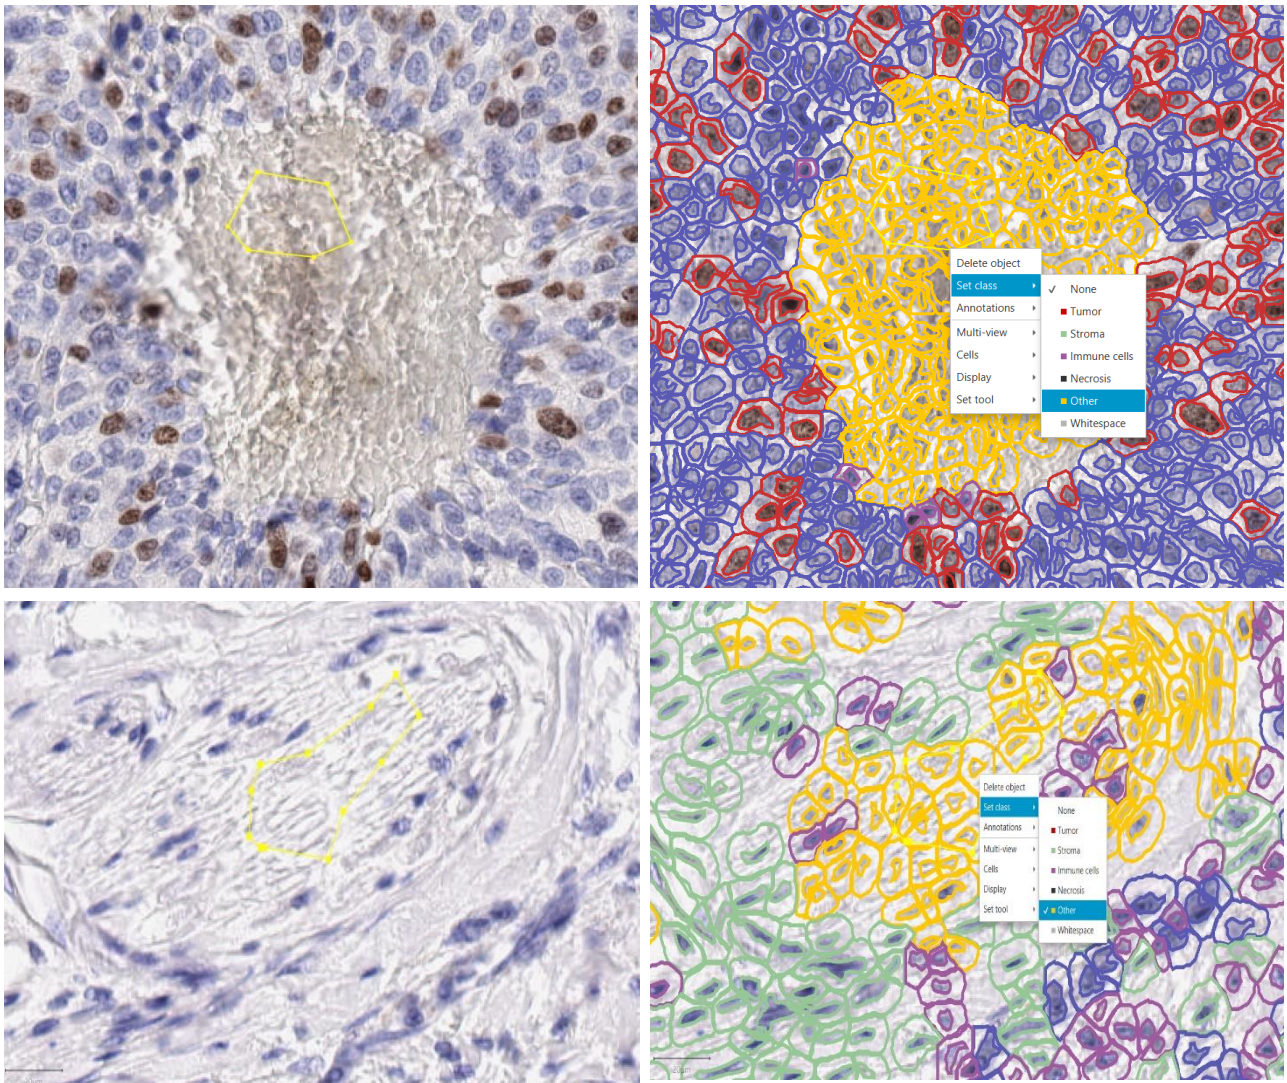 Delete object
Set class
Annotations
Multi-view
Cells
Display
Set tool
None
Tumor
Stroma
Immune cells
Necrosis
Other
Whitespace
Delete object
Set class
Annotations
Multi-view
Cells
Display
Set tool
None
Tumor
Stroma
Immune cells
Necrosis
Other
Whitespace
20µm